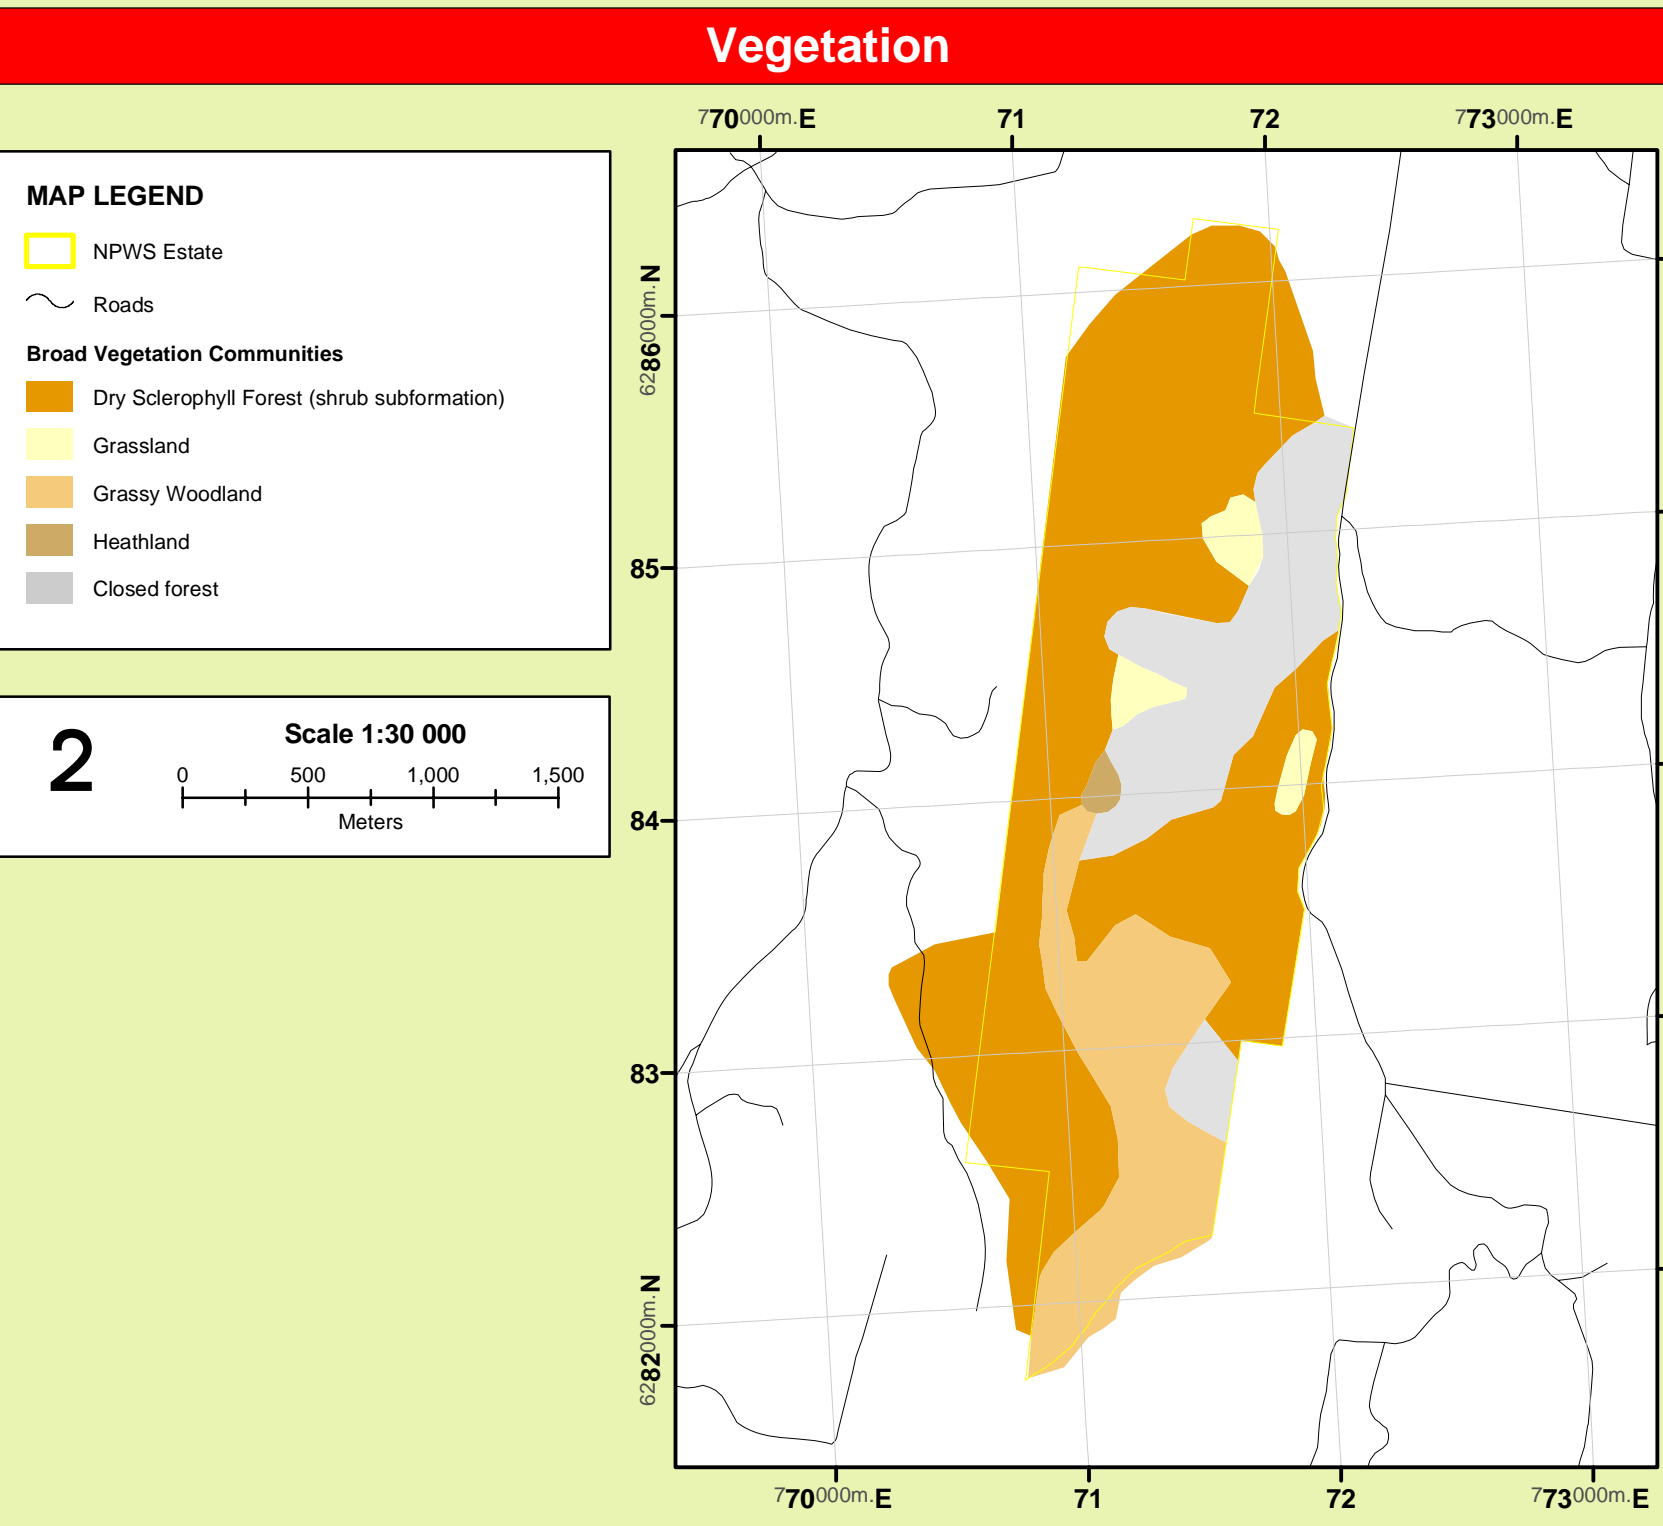 Vegetation
770000m.E 71 72 773000m.E
MAP LEGEND
NPWS Estate
Roads
Broad Vegetation Communities
Dry Sclerophyll Forest (shrub subformation)
Grassland
Grassy Woodland
Heathland
Closed forest
2
Scale 1:30 000
0 500 1,000 1,500
Meters
6286000m.N
85
84
83
6282000m.N
770000m.E 71 72 773000m.E